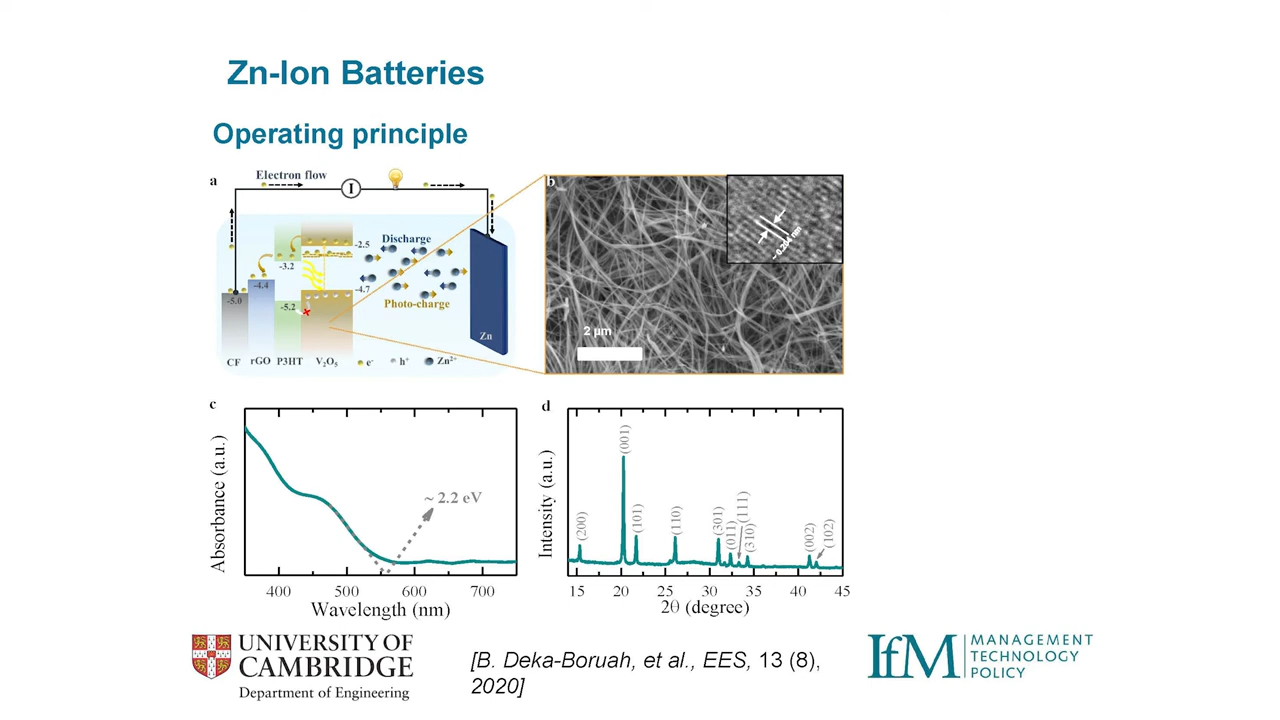 Zn-Ion Batteries
Operating principle
a
Electron flow
I
Discharge
-2.5
-3.2
-4.4
-4.7
-5.0
-5.2
Photo-charge
Zn
CF rGO P3HT V₂O₅ e⁻ h⁺ Zn²⁺
b
~ 0.204 nm
2 µm
c
Absorbance (a.u.)
~ 2.2 eV
400 500 600 700
Wavelength (nm)
d
Intensity (a.u.)
(200) (001) (101) (110) (301) (011) (111) (310) (002) (102)
15 20 25 30 35 40 45
2θ (degree)
UNIVERSITY OF
CAMBRIDGE
Department of Engineering
[B. Deka-Boruah, et al., EES, 13 (8),
2020]
IfM
MANAGEMENT
TECHNOLOGY
POLICY